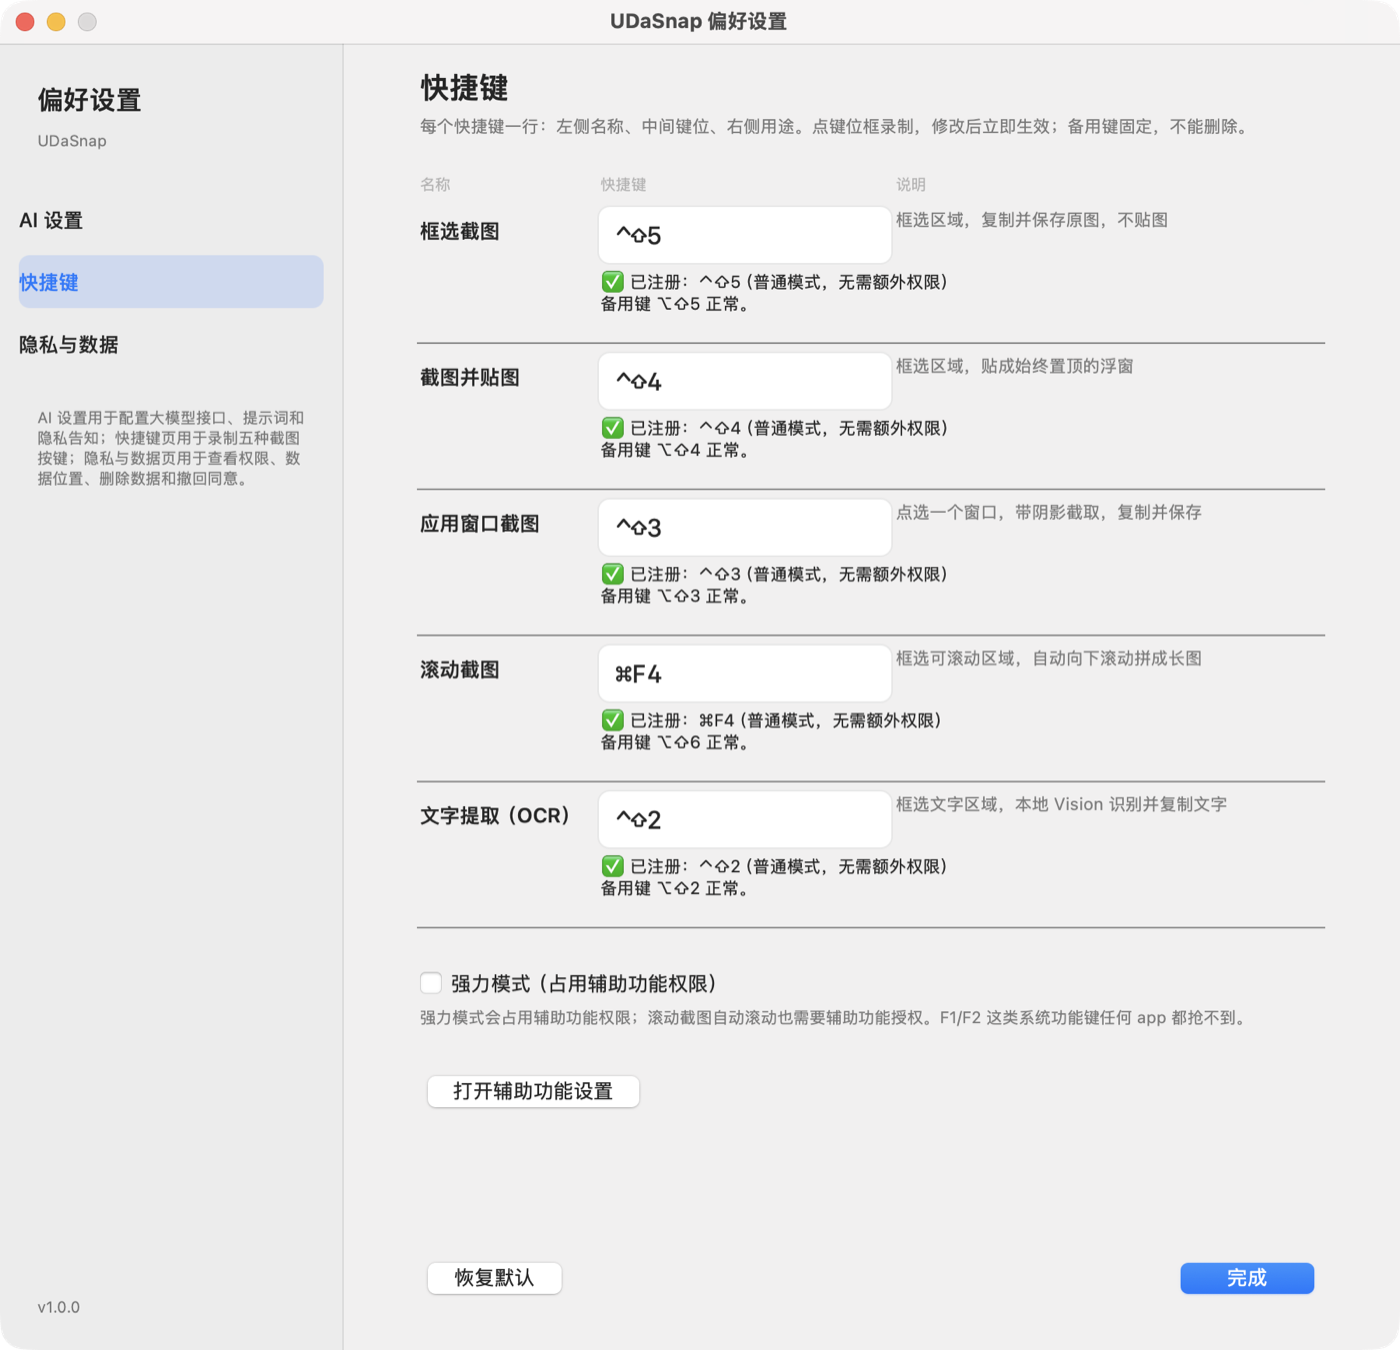 UDaSnap 偏好设置
偏好设置
UDaSnap
AI 设置
快捷键
隐私与数据
AI 设置用于配置大模型接口、提示词和
隐私告知；快捷键页用于录制五种截图
按键；隐私与数据页用于查看权限、数
据位置、删除数据和撤回同意。
v1.0.0
快捷键
每个快捷键一行：左侧名称、中间键位、右侧用途。点键位框录制，修改后立即生效；备用键固定，不能删除。
名称 快捷键 说明
框选截图 ^⇧5 框选区域，复制并保存原图，不贴图
✅ 已注册：^⇧5 (普通模式，无需额外权限)
备用键 ⌥⇧5 正常。
截图并贴图 ^⇧4 框选区域，贴成始终置顶的浮窗
✅ 已注册：^⇧4 (普通模式，无需额外权限)
备用键 ⌥⇧4 正常。
应用窗口截图 ^⇧3 点选一个窗口，带阴影截取，复制并保存
✅ 已注册：^⇧3 (普通模式，无需额外权限)
备用键 ⌥⇧3 正常。
滚动截图 ⌘F4 框选可滚动区域，自动向下滚动拼成长图
✅ 已注册：⌘F4 (普通模式，无需额外权限)
备用键 ⌥⇧6 正常。
文字提取（OCR） ^⇧2 框选文字区域，本地 Vision 识别并复制文字
✅ 已注册：^⇧2 (普通模式，无需额外权限)
备用键 ⌥⇧2 正常。
强力模式（占用辅助功能权限）
强力模式会占用辅助功能权限；滚动截图自动滚动也需要辅助功能授权。F1/F2 这类系统功能键任何 app 都抢不到。
打开辅助功能设置
恢复默认 完成